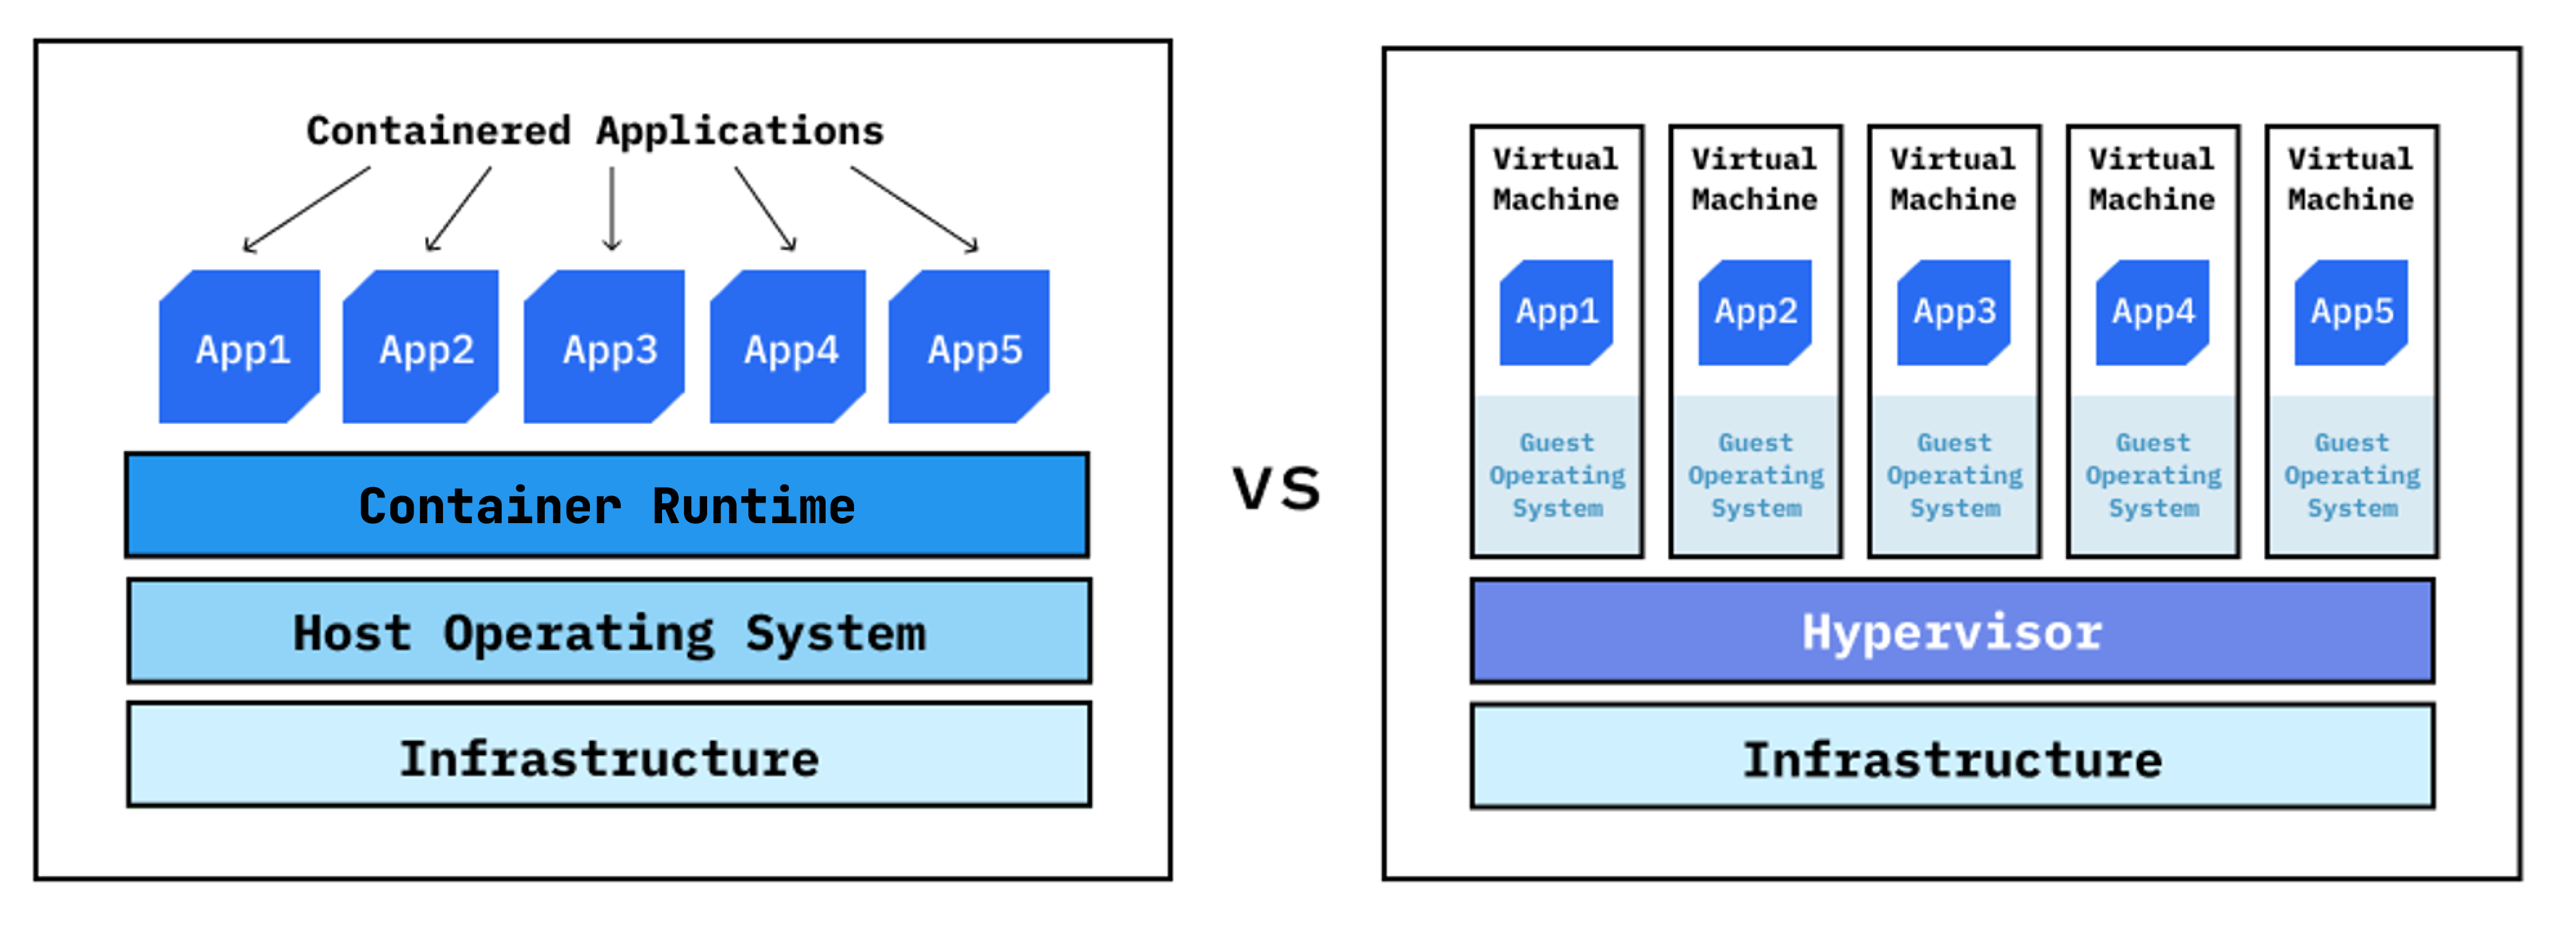 Containered Applications
App1 App2 App3 App4 App5
Container Runtime
Host Operating System
Infrastructure
VS
Virtual Machine
App1
Guest
Operating
System
Virtual Machine
App2
Guest
Operating
System
Virtual Machine
App3
Guest
Operating
System
Virtual Machine
App4
Guest
Operating
System
Virtual Machine
App5
Guest
Operating
System
Hypervisor
Infrastructure